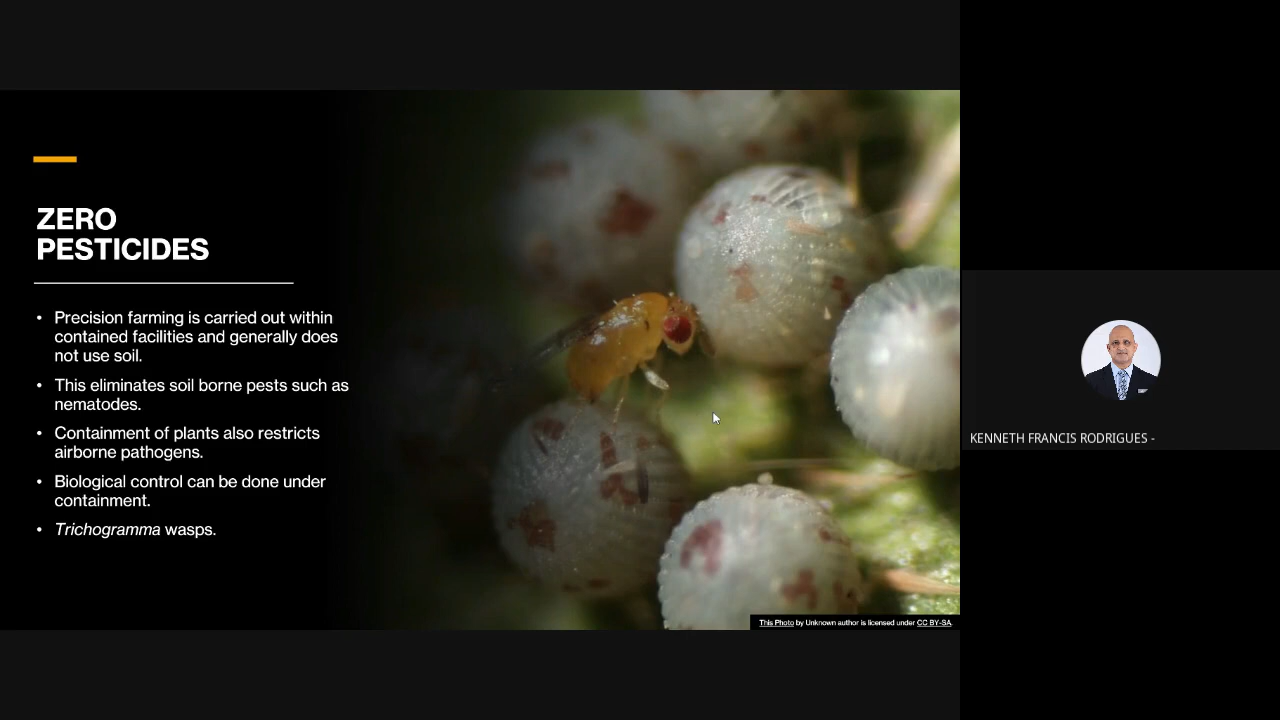 ZERO
PESTICIDES
• Precision farming is carried out within
contained facilities and generally does
not use soil.
• This eliminates soil borne pests such as
nematodes.
• Containment of plants also restricts
airborne pathogens.
• Biological control can be done under
containment.
• Trichogramma wasps.
This Photo by Unknown author is licensed under CC BY-SA.
KENNETH FRANCIS RODRIGUES -